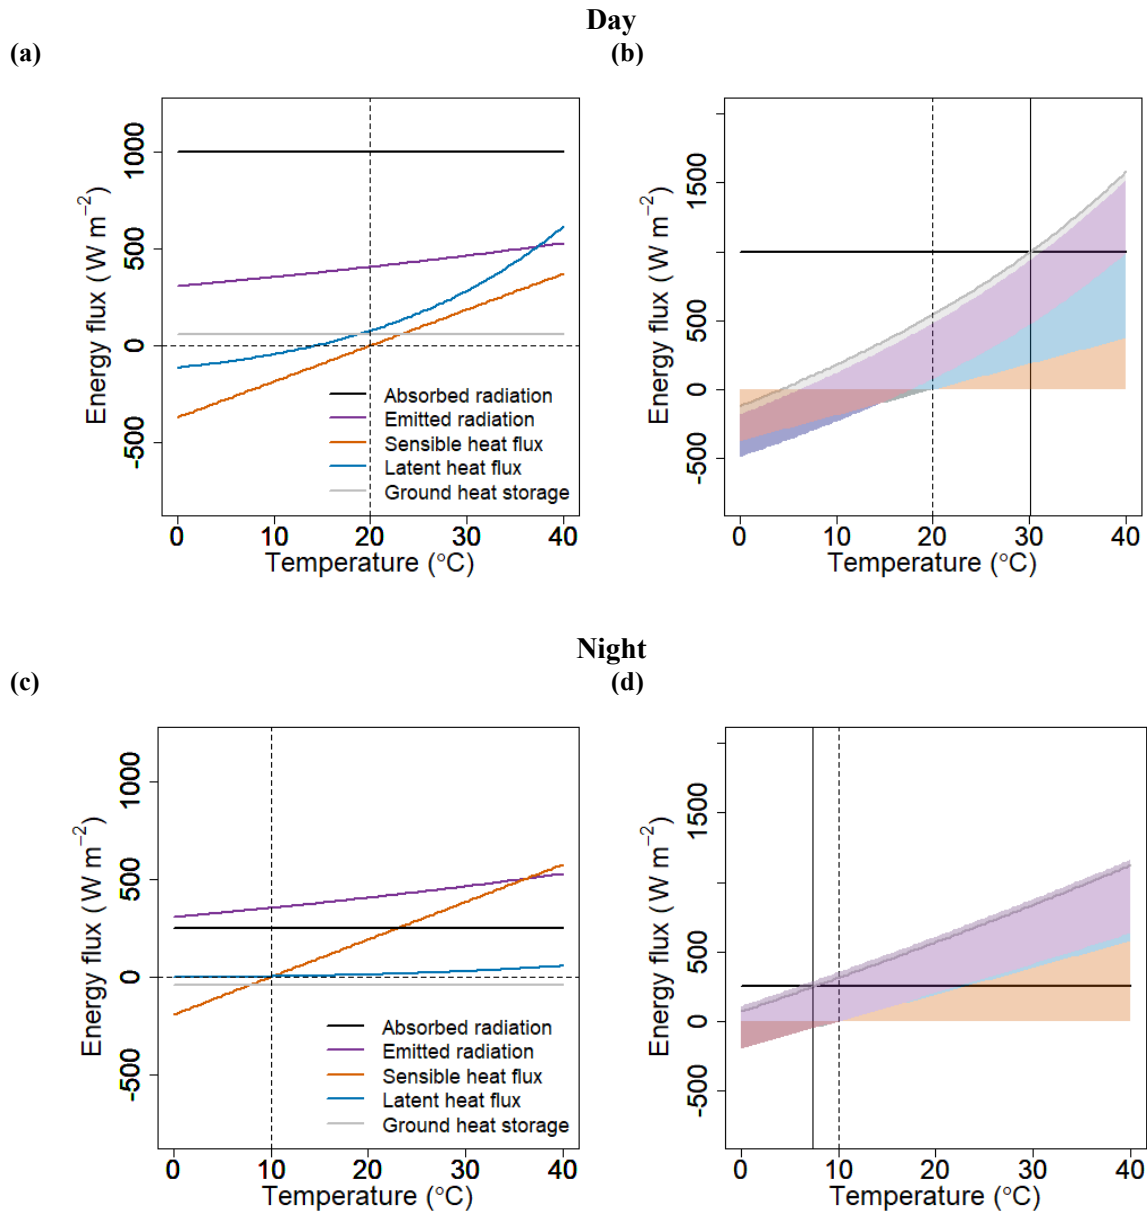 Day
(a)
(b)
Energy flux ( W m−2)
1000
500
0
-500
Absorbed radiation
Emitted radiation
Sensible heat flux
Latent heat flux
Ground heat storage
0 10 20 30 40
Temperature (°C)
Energy flux ( W m−2)
1500
500
0
-500
0 10 20 30 40
Temperature (°C)
Night
(c)
(d)
Energy flux ( W m−2)
1000
500
0
-500
Absorbed radiation
Emitted radiation
Sensible heat flux
Latent heat flux
Ground heat storage
0 10 20 30 40
Temperature (°C)
Energy flux ( W m−2)
1500
500
0
-500
0 10 20 30 40
Temperature (°C)